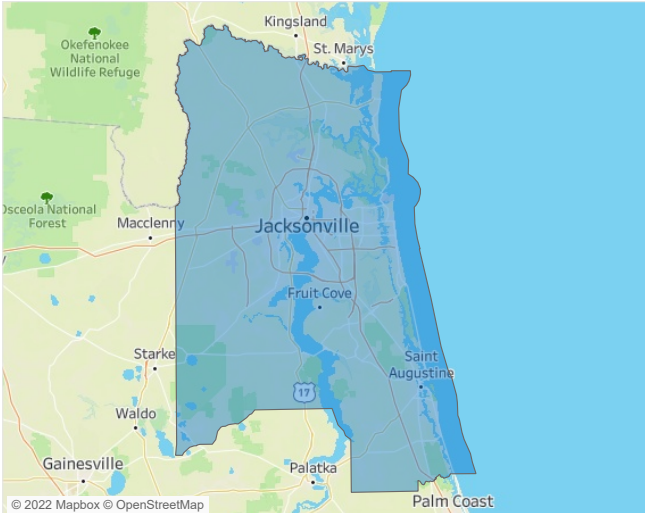 Kingsland
Okefenokee
National
Wildlife Refuge
St. Marys
Osceola National
Forest
Macclenny
Jacksonville
Fruit Cove
Starke
Saint
Augustine
17
Waldo
Gainesville
Palatka
Palm Coast
© 2022 Mapbox © OpenStreetMap